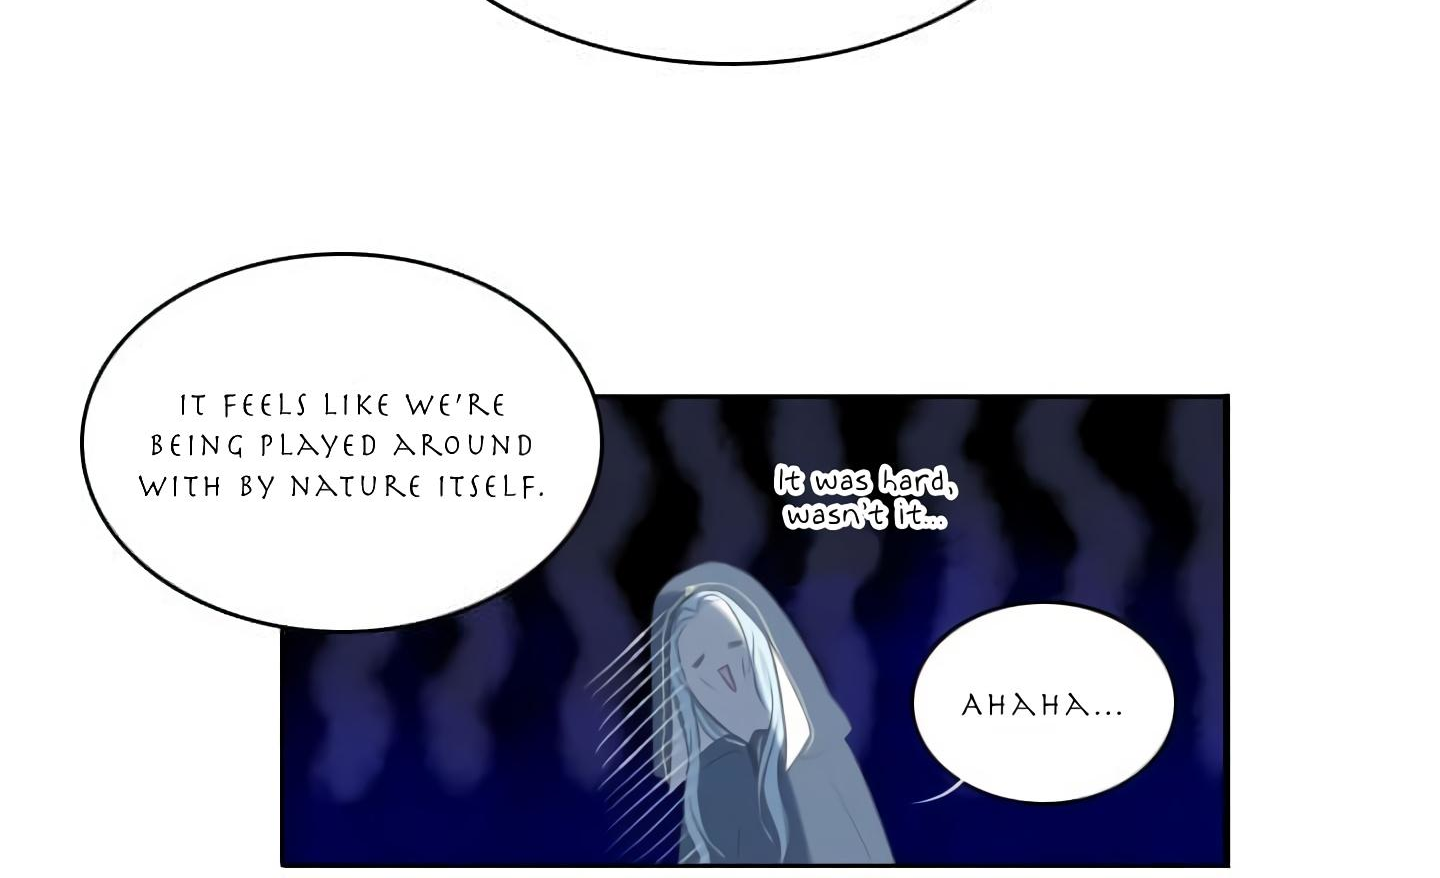 IT FEELS LIKE WE'RE
BEING PLAYED AROUND
WITH BY NATURE ITSELF.
It was hard,
wasn't it...
AHAHA...